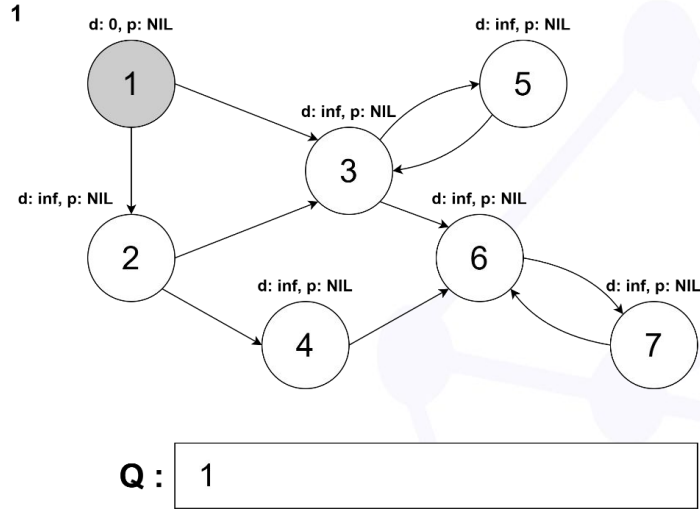 1
d: 0, p: NIL
d: inf, p: NIL
1
5
d: inf, p: NIL
3
d: inf, p: NIL
d: inf, p: NIL
2
6
d: inf, p: NIL
d: inf, p: NIL
4
7
Q : 1